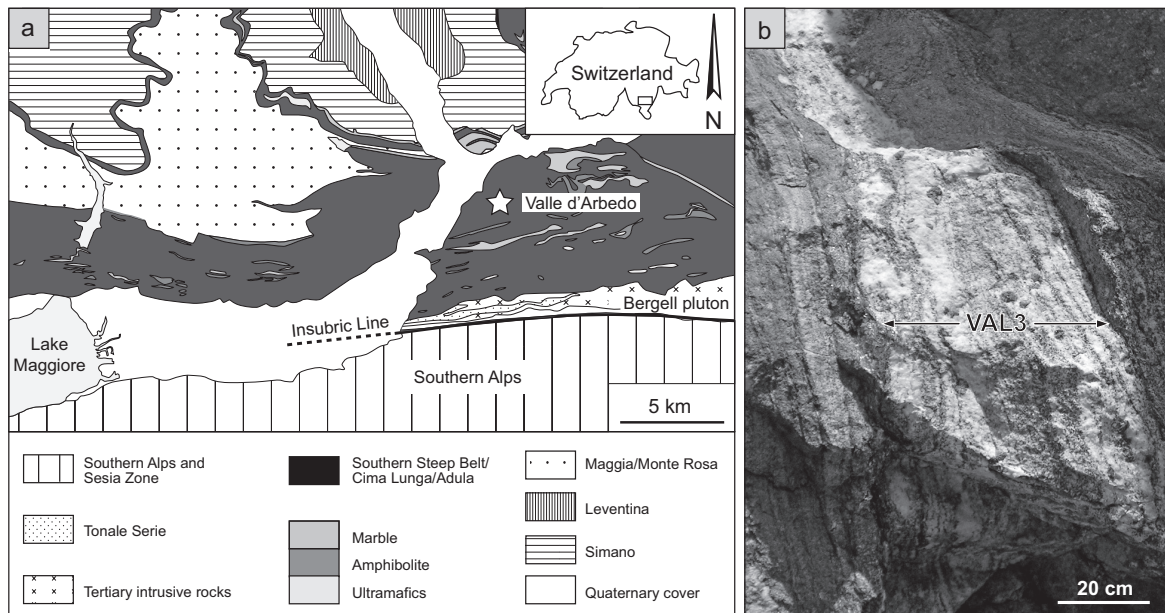 a
Switzerland
N
Valle d'Arbedo
Bergell pluton
Insubric Line
Lake
Maggiore
Southern Alps
5 km
Southern Alps and
Sesia Zone
Tonale Serie
Tertiary intrusive rocks
Southern Steep Belt/
Cima Lunga/Adula
Marble
Amphibolite
Ultramafics
Maggia/Monte Rosa
Leventina
Simano
Quaternary cover
b
VAL3
20 cm